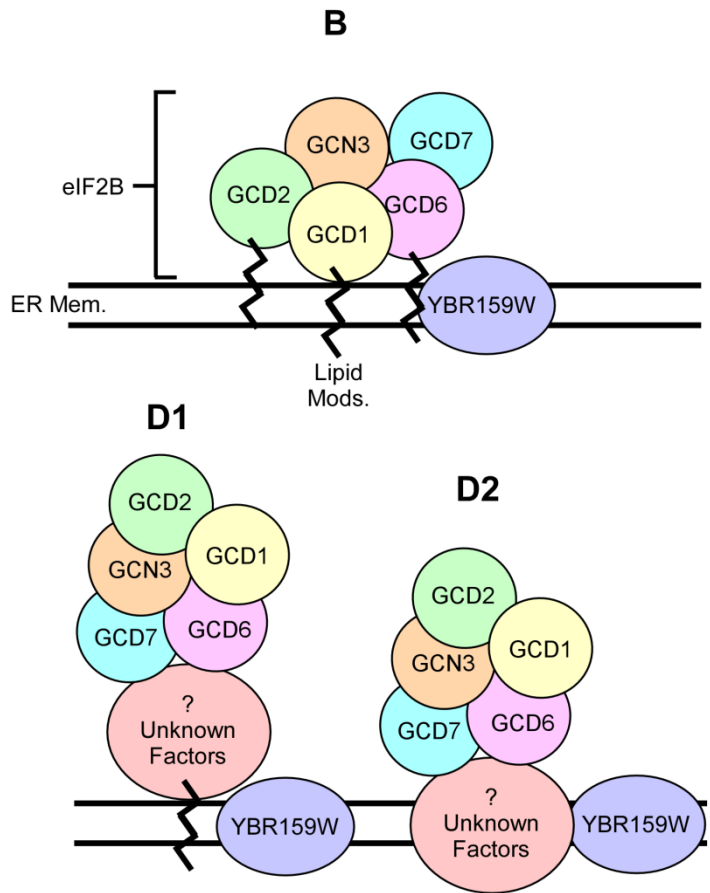 B
GCN3
GCD7
eIF2B
GCD2
GCD6
GCD1
ER Mem.
YBR159W
Lipid
Mods.
D1
GCD2
GCD1
GCN3
GCD7
GCD6
?
Unknown
Factors
YBR159W
D2
GCD2
GCD1
GCN3
GCD7
GCD6
?
Unknown
Factors
YBR159W